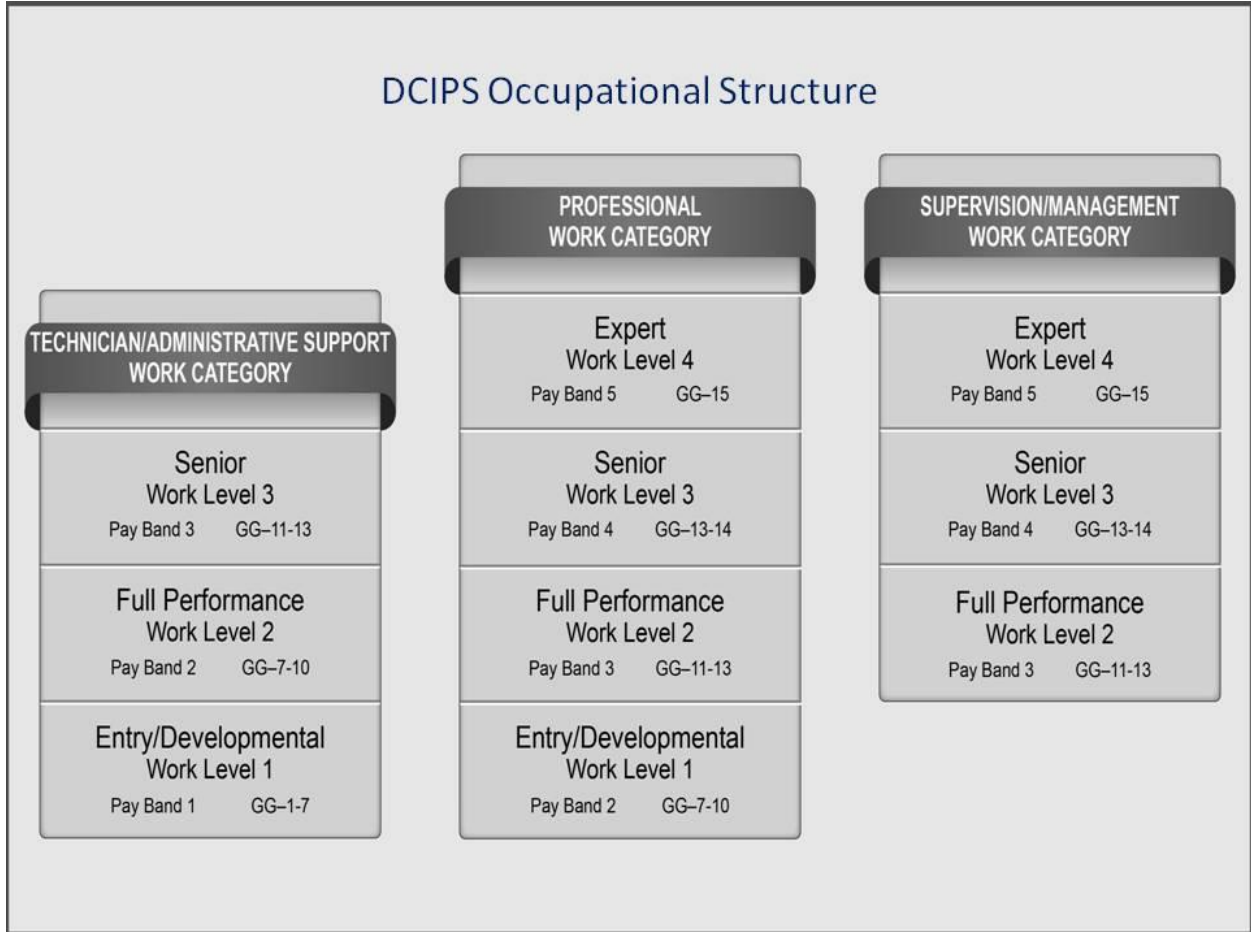 DCIPS Occupational Structure
TECHNICIAN/ADMINISTRATIVE SUPPORT
WORK CATEGORY
Senior
Work Level 3
Pay Band 3 GG–11-13
Full Performance
Work Level 2
Pay Band 2 GG–7-10
Entry/Developmental
Work Level 1
Pay Band 1 GG–1-7
PROFESSIONAL
WORK CATEGORY
Expert
Work Level 4
Pay Band 5 GG–15
Senior
Work Level 3
Pay Band 4 GG–13-14
Full Performance
Work Level 2
Pay Band 3 GG–11-13
Entry/Developmental
Work Level 1
Pay Band 2 GG–7-10
SUPERVISION/MANAGEMENT
WORK CATEGORY
Expert
Work Level 4
Pay Band 5 GG–15
Senior
Work Level 3
Pay Band 4 GG–13-14
Full Performance
Work Level 2
Pay Band 3 GG–11-13